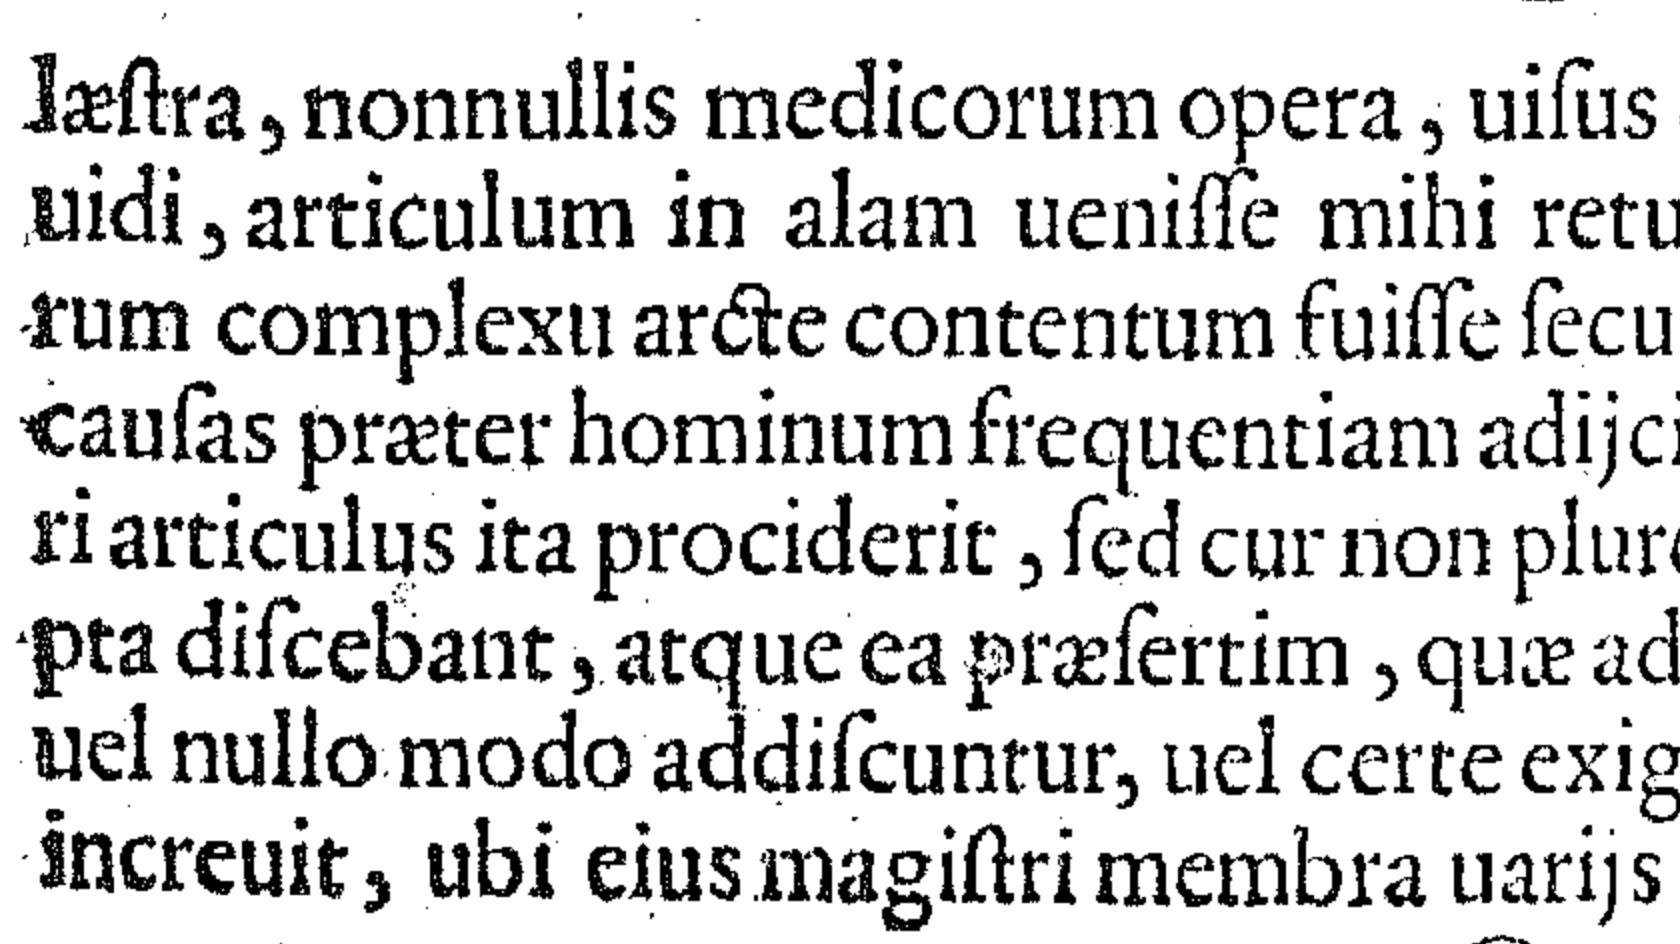 læſtra, nonnullis medicorum opera, uiſus
uidi, articulum in alam ueniſſe mihi retu
rum complexu arcte contentum fuiſſe ſecu
cauſas præter hominum frequentiam adijci
ri articulus ita prociderit, ſed cur non plure
pta diſcebant, atque ea præſertim, quæ ad
uel nullo modo addiſcuntur, uel certe exig
increuit, ubi eius magiſtri membra uarijs